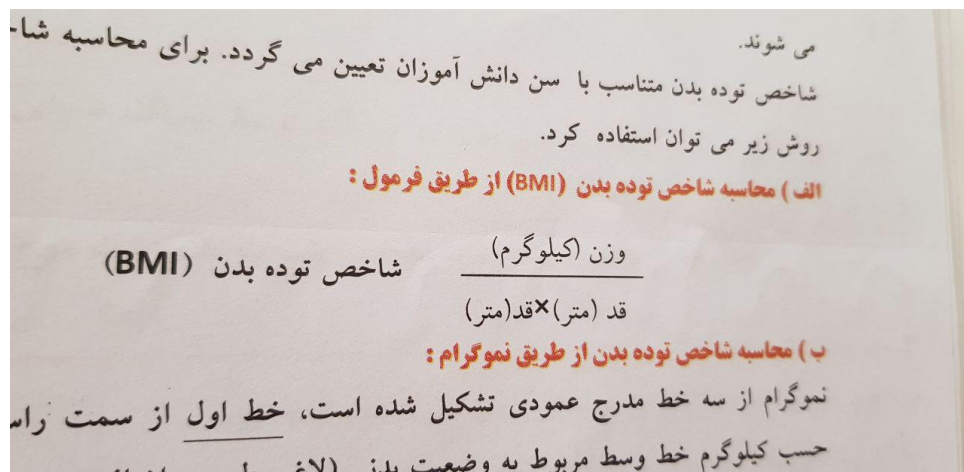 می شوند.
شاخص توده بدن متناسب با سن دانش آموزان تعیین می گردد. برای محاسبه
روش زیر می توان استفاده کرد.
الف ) محاسبه شاخص توده بدن (BMI) از طریق فرمول :
وزن (کیلوگرم)
شاخص توده بدن (BMI)
قد (متر)×قد(متر)
ب ) محاسبه شاخص توده بدن از طریق نموگرام :
نموگرام از سه خط مدرج عمودی تشکیل شده است، خط اول از سمت
حسب کیلوگرم خط وسط مربوط به وضعیت بدنی (لاغر